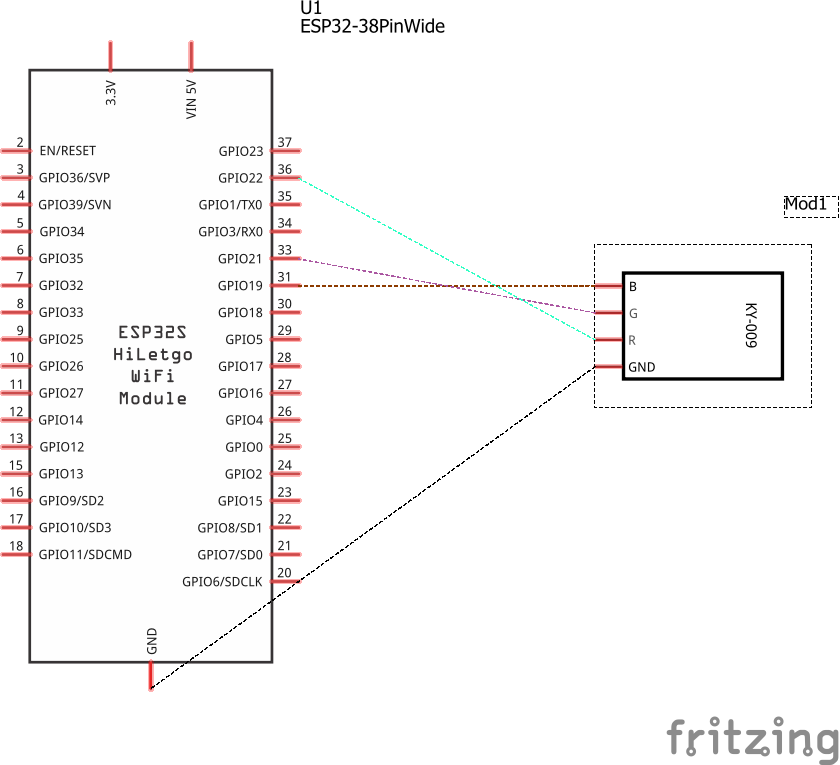 U1
ESP32-38PinWide
3.3V
VIN 5V
2 EN/RESET
3 GPIO36/SVP
4 GPIO39/SVN
5 GPIO34
6 GPIO35
7 GPIO32
8 GPIO33
9 GPIO25
10 GPIO26
11 GPIO27
12 GPIO14
13 GPIO12
15 GPIO13
16 GPIO9/SD2
17 GPIO10/SD3
18 GPIO11/SDCMD
ESP32S
HiLetgo
WiFi
Module
GPIO23 37
GPIO22 36
GPIO1/TX0 35
GPIO3/RX0 34
GPIO21 33
GPIO19 31
GPIO18 30
GPIO5 29
GPIO17 28
GPIO16 27
GPIO4 26
GPIO0 25
GPIO2 24
GPIO15 23
GPIO8/SD1 22
GPIO7/SD0 21
GPIO6/SDCLK 20
GND
Mod1
B
G
R
GND
KY-009
fritzing